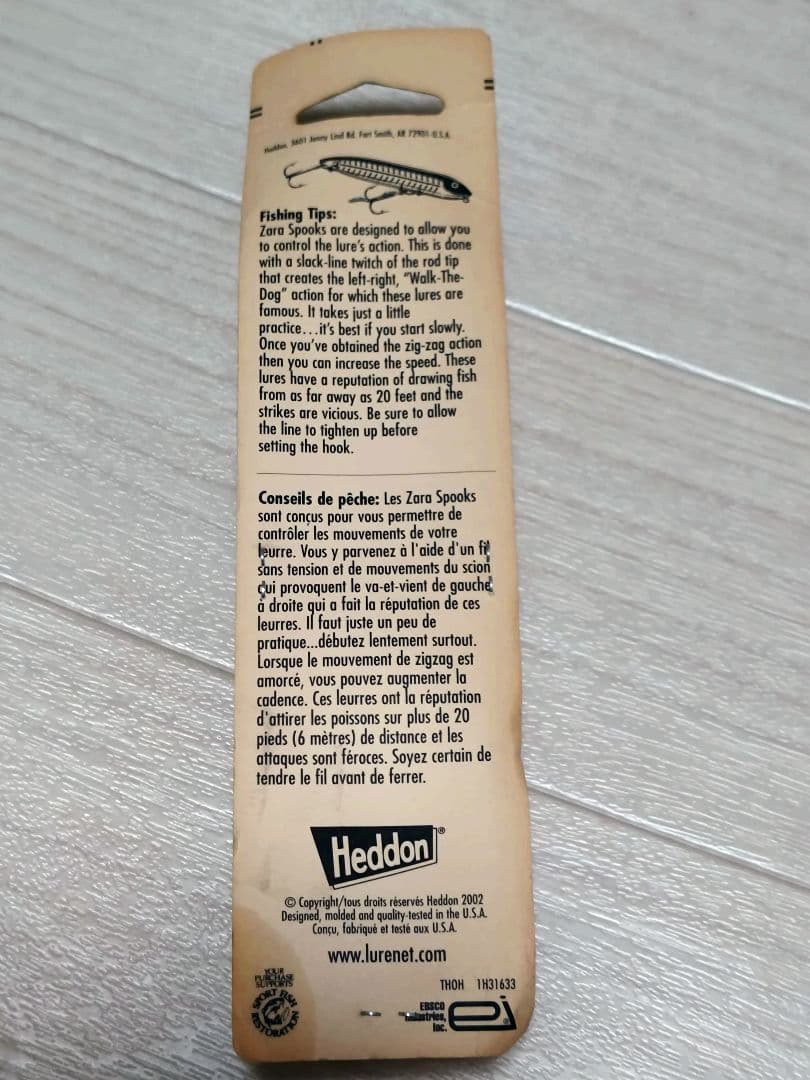 Heddon, 3601 Jenny Lind Rd. Fort Smith, AR 72901-U.S.A.
Fishing Tips:
Zara Spooks are designed to allow you
to control the lure's action. This is done
with a slack-line twitch of the rod tip
that creates the left-right, "Walk-The-
Dog" action for which these lures are
famous. It takes just a little
practice...it's best if you start slowly.
Once you've obtained the zig-zag action
then you can increase the speed. These
lures have a reputation of drawing fish
from as far away as 20 feet and the
strikes are vicious. Be sure to allow
the line to tighten up before
setting the hook.
Conseils de pêche: Les Zara Spooks
sont conçus pour vous permettre de
contrôler les mouvements de votre
leurre. Vous y parvenez à l'aide d'un fil
sans tension et de mouvements du scion
qui provoquent le va-et-vient de gauche
à droite qui a fait la réputation de ces
leurres. Il faut juste un peu de
pratique...débutez lentement surtout.
Lorsque le mouvement de zigzag est
amorcé, vous pouvez augmenter la
cadence. Ces leurres ont la réputation
d'attirer les poissons sur plus de 20
pieds (6 mètres) de distance et les
attaques sont féroces. Soyez certain de
tendre le fil avant de ferrer.
Heddon®
© Copyright/tous droits réservés Heddon 2002
Designed, molded and quality-tested in the U.S.A.
Conçu, fabriqué et testé aux U.S.A.
www.lurenet.com
YOUR
PURCHASE
SUPPORTS
SPORT FISH
RESTORATION
THOH 1H31633
EBSCO
Industries,
Inc.
ei®